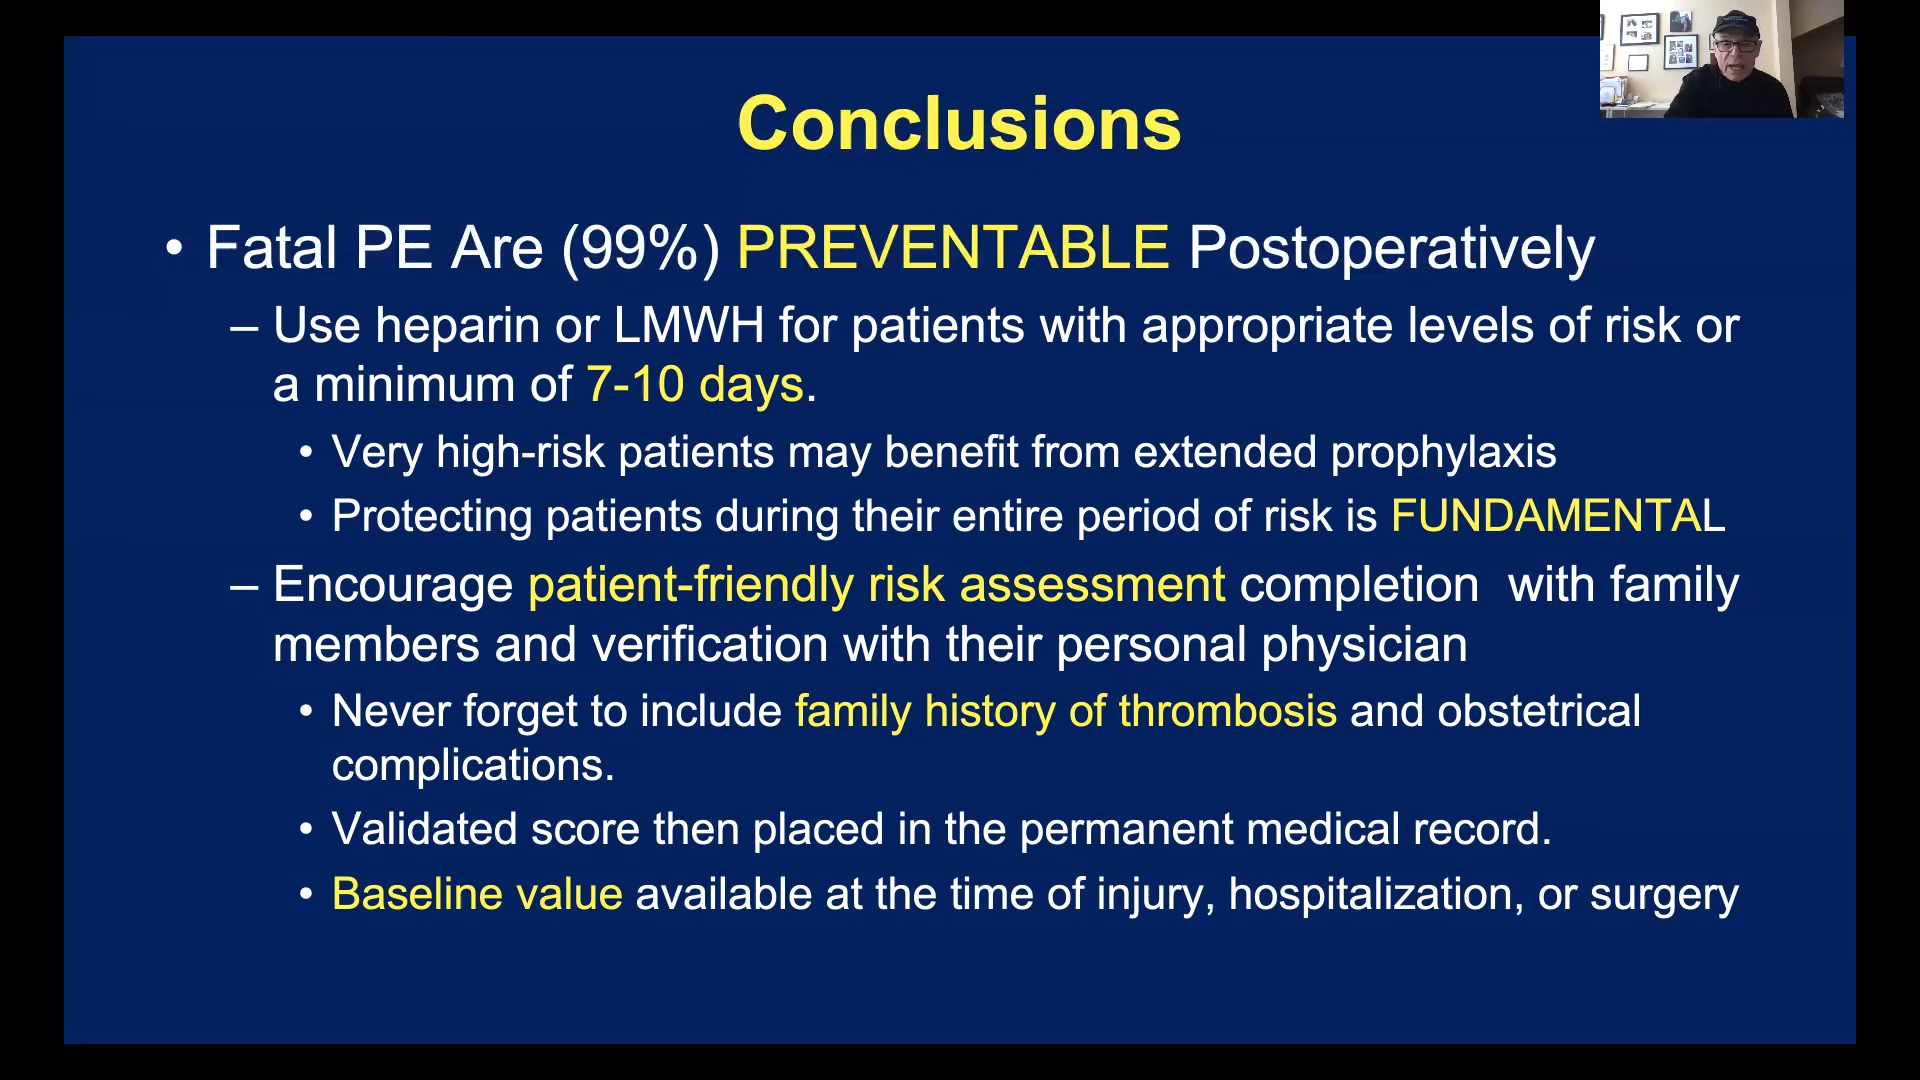 Conclusions
• Fatal PE Are (99%) PREVENTABLE Postoperatively
– Use heparin or LMWH for patients with appropriate levels of risk or
a minimum of 7-10 days.
• Very high-risk patients may benefit from extended prophylaxis
• Protecting patients during their entire period of risk is FUNDAMENTAL
– Encourage patient-friendly risk assessment completion  with family
members and verification with their personal physician
• Never forget to include family history of thrombosis and obstetrical
complications.
• Validated score then placed in the permanent medical record.
• Baseline value available at the time of injury, hospitalization, or surgery